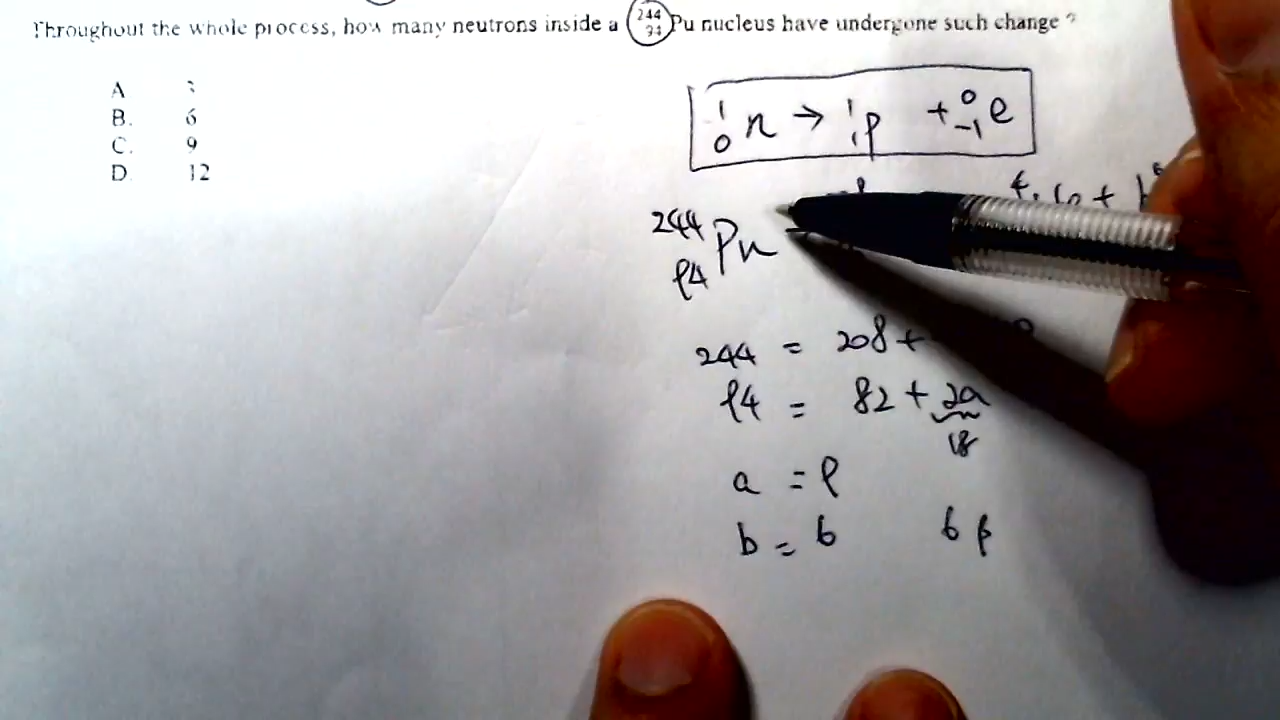 Throughout the whole process, how many neutrons inside a 244 94 Pu nucleus have undergone such change ?
A 3
B. 6
C. 9
D. 12
1 0 n → 1 1 p + 0 -1 e
244 94 Pu
244 = 208 +
94 = 82 + 2a
18
a = 9
b = 6 6 β